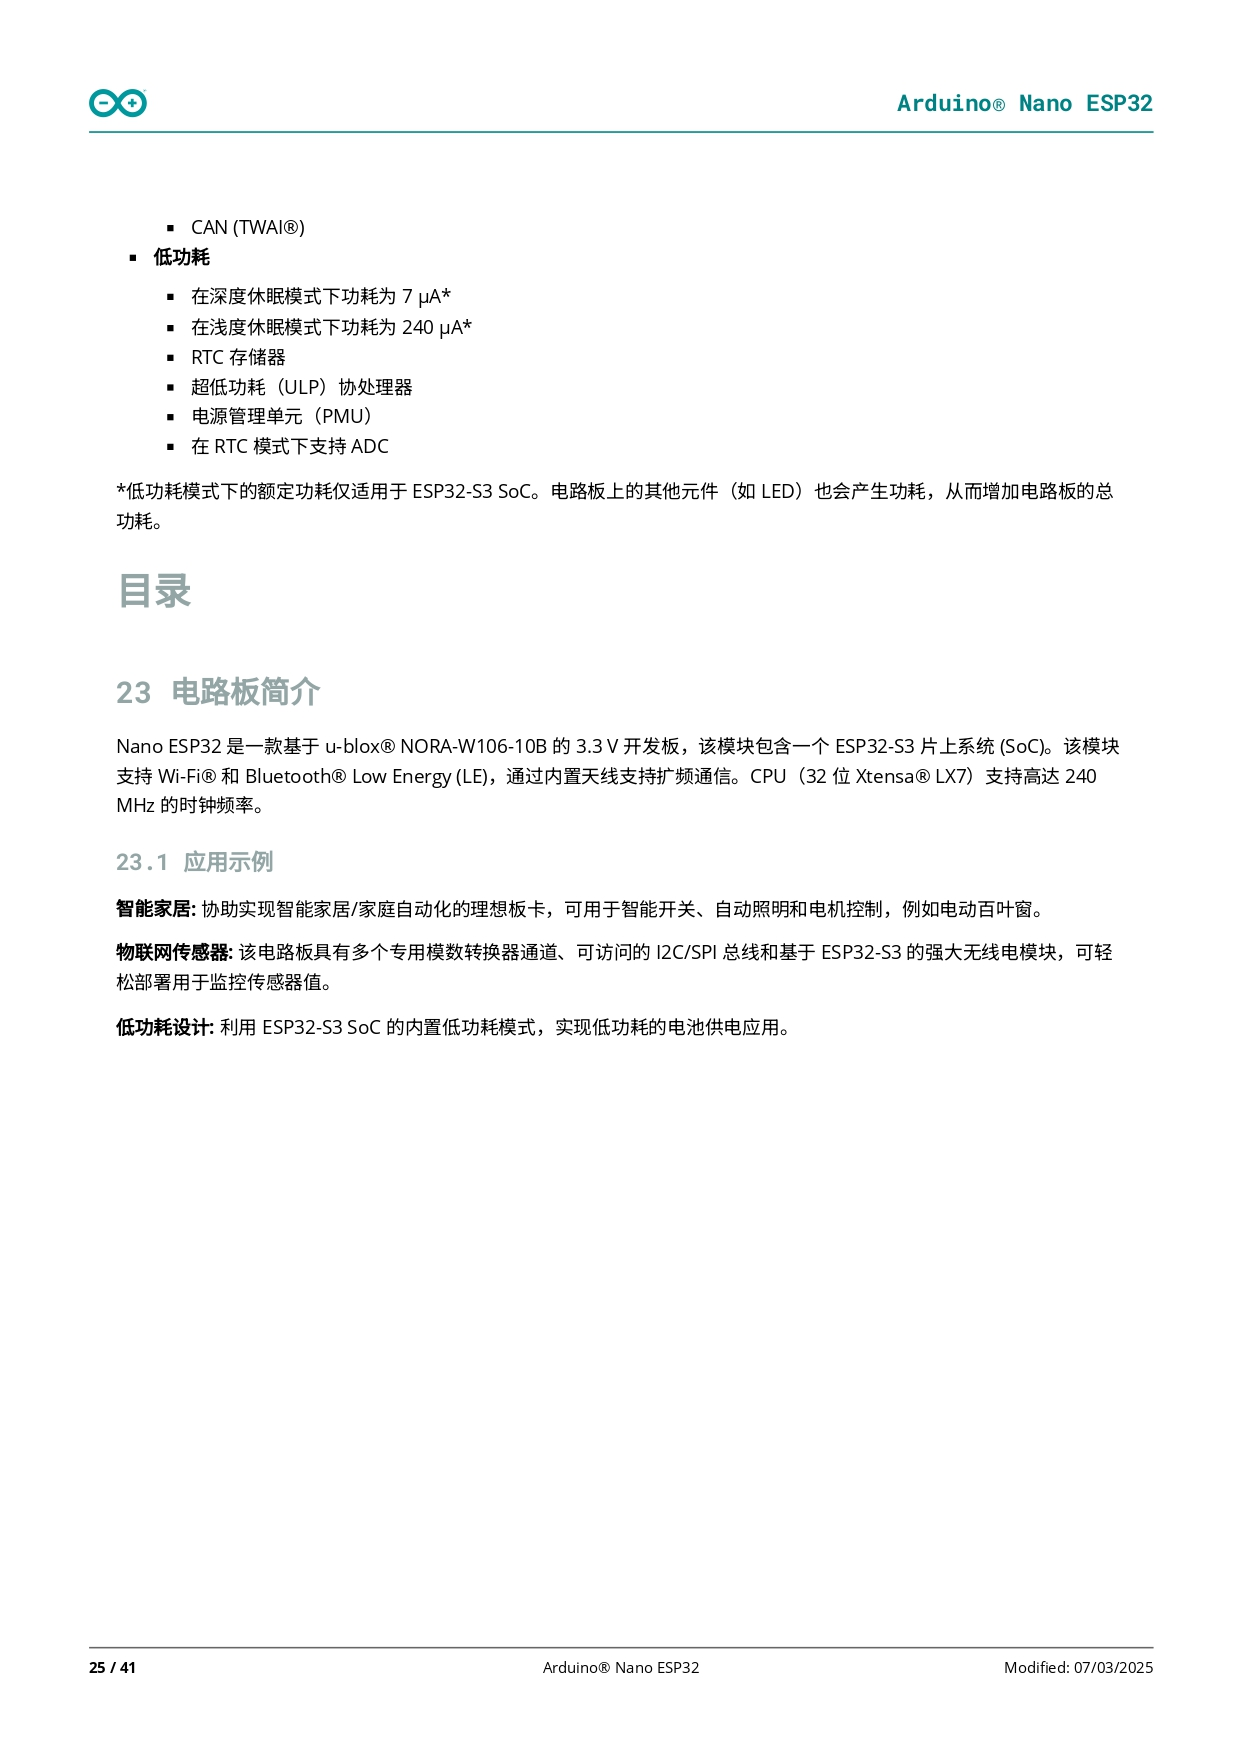 Arduino® Nano ESP32
▪ CAN (TWAI®)
▪ 低功耗
▪ 在深度休眠模式下功耗为 7 μA*
▪ 在浅度休眠模式下功耗为 240 μA*
▪ RTC 存储器
▪ 超低功耗（ULP）协处理器
▪ 电源管理单元（PMU）
▪ 在 RTC 模式下支持 ADC
*低功耗模式下的额定功耗仅适用于 ESP32-S3 SoC。电路板上的其他元件（如 LED）也会产生功耗，从而增加电路板的总
功耗。
目录
23 电路板简介
Nano ESP32 是一款基于 u-blox® NORA-W106-10B 的 3.3 V 开发板，该模块包含一个 ESP32-S3 片上系统 (SoC)。该模块
支持 Wi-Fi® 和 Bluetooth® Low Energy (LE)，通过内置天线支持扩频通信。CPU（32 位 Xtensa® LX7）支持高达 240
MHz 的时钟频率。
23.1 应用示例
智能家居: 协助实现智能家居/家庭自动化的理想板卡，可用于智能开关、自动照明和电机控制，例如电动百叶窗。
物联网传感器: 该电路板具有多个专用模数转换器通道、可访问的 I2C/SPI 总线和基于 ESP32-S3 的强大无线电模块，可轻
松部署用于监控传感器值。
低功耗设计: 利用 ESP32-S3 SoC 的内置低功耗模式，实现低功耗的电池供电应用。
25 / 41
Arduino® Nano ESP32
Modified: 07/03/2025